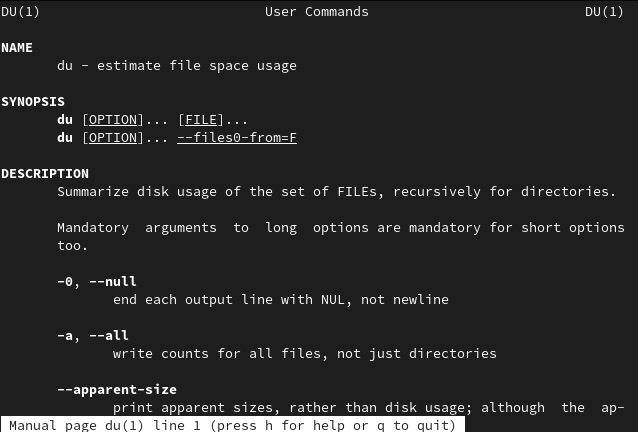 DU(1) User Commands DU(1)
NAME
du - estimate file space usage
SYNOPSIS
du [OPTION]... [FILE]...
du [OPTION]... --files0-from=F
DESCRIPTION
Summarize disk usage of the set of FILEs, recursively for directories.
Mandatory arguments to long options are mandatory for short options
too.
-0, --null
end each output line with NUL, not newline
-a, --all
write counts for all files, not just directories
--apparent-size
print apparent sizes, rather than disk usage; although the ap-
Manual page du(1) line 1 (press h for help or q to quit)